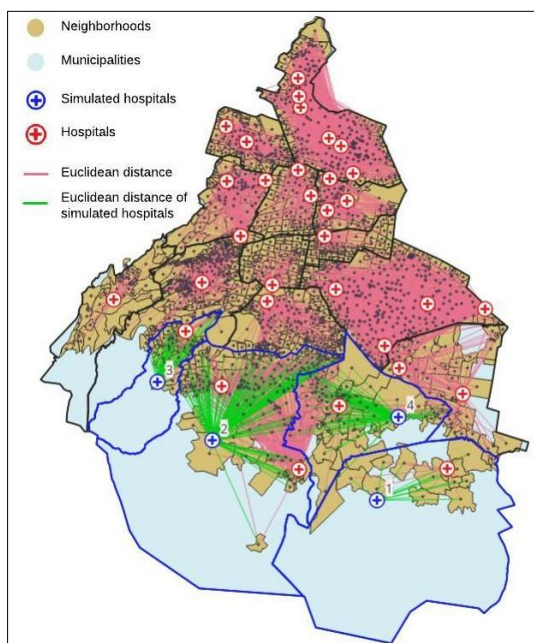 Neighborhoods
Municipalities
Simulated hospitals
Hospitals
Euclidean distance
Euclidean distance of
simulated hospitals
3
2
4
1